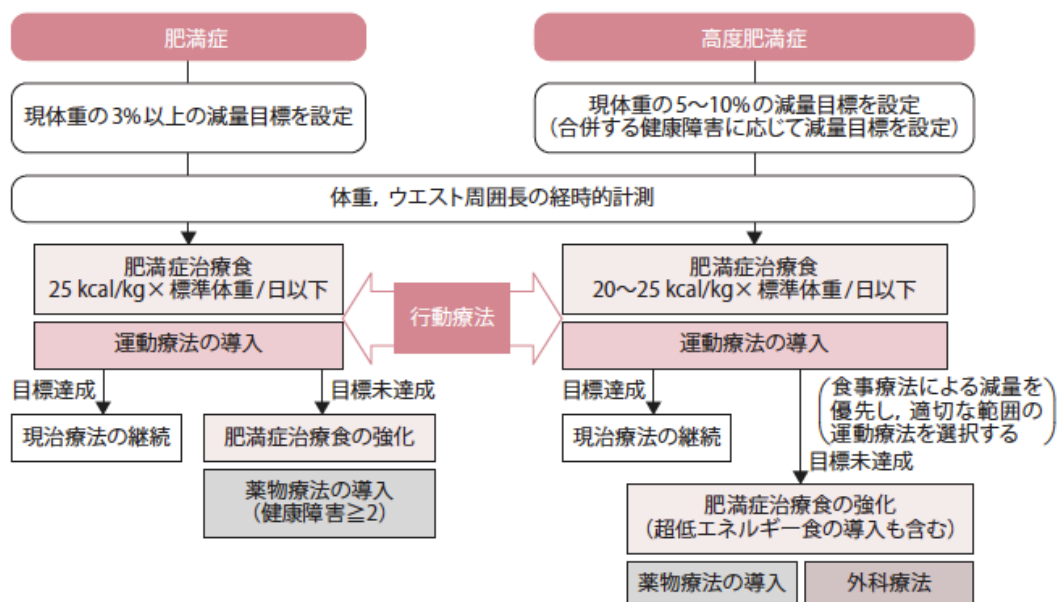 肥満症
高度肥満症
現体重の3%以上の減量目標を設定
現体重の5〜10%の減量目標を設定
(合併する健康障害に応じて減量目標を設定)
体重,ウエスト周囲長の経時的計測
肥満症治療食
25 kcal/kg×標準体重/日以下
運動療法の導入
行動療法
肥満症治療食
20〜25 kcal/kg×標準体重/日以下
運動療法の導入
目標達成
現治療法の継続
目標未達成
肥満症治療食の強化
薬物療法の導入
(健康障害≧2)
目標達成
現治療法の継続
(食事療法による減量を
優先し,適切な範囲の
運動療法を選択する)
目標未達成
肥満症治療食の強化
(超低エネルギー食の導入も含む)
薬物療法の導入
外科療法